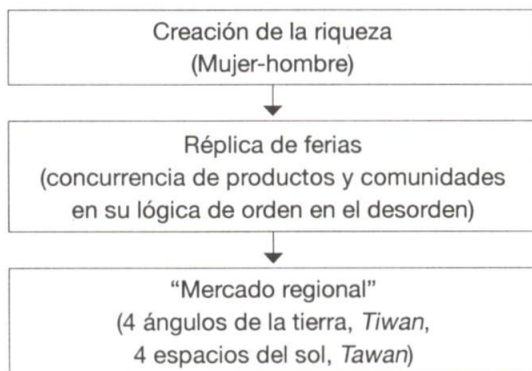 Creación de la riqueza
(Mujer-hombre)
Réplica de ferias
(concurrencia de productos y comunidades
en su lógica de orden en el desorden)
“Mercado regional”
(4 ángulos de la tierra, Tiwan,
4 espacios del sol, Tawan)